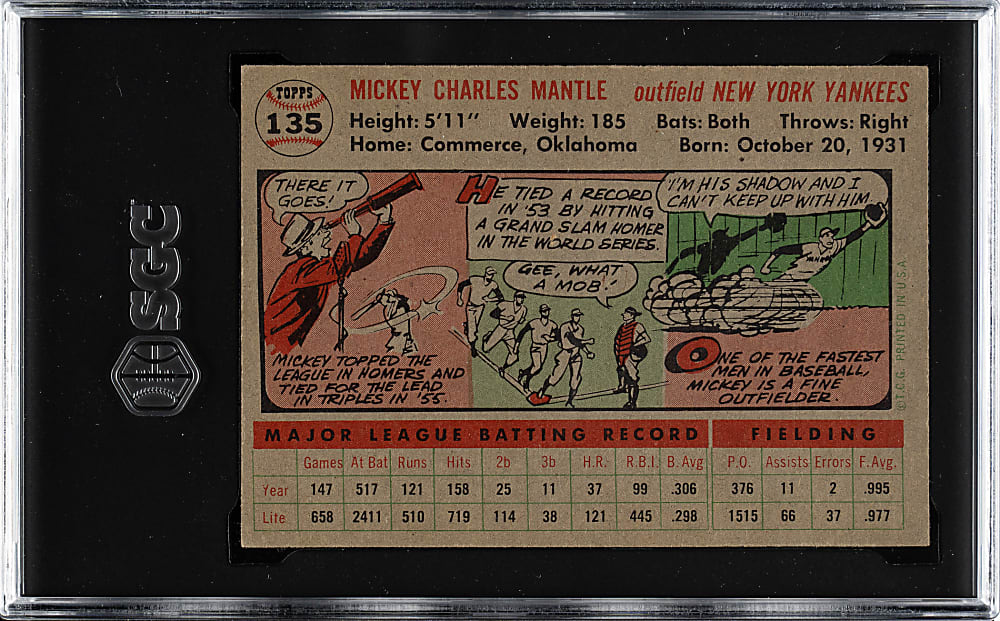 SGC
TOPPS
135
MICKEY CHARLES MANTLE outfield NEW YORK YANKEES
Height: 5'11" Weight: 185 Bats: Both Throws: Right
Home: Commerce, Oklahoma Born: October 20, 1931
THERE IT
GOES!
MICKEY TOPPED THE
LEAGUE IN HOMERS AND
TIED FOR THE LEAD
IN TRIPLES IN '55.
HE TIED A RECORD
IN '53 BY HITTING
A GRAND SLAM HOMER
IN THE WORLD SERIES.
GEE, WHAT
A MOB!
I'M HIS SHADOW AND I
CAN'T KEEP UP WITH HIM.
ONE OF THE FASTEST
MEN IN BASEBALL,
MICKEY IS A FINE
OUTFIELDER.
©T.C.G. PRINTED IN U.S.A.
MAJOR LEAGUE BATTING RECORD FIELDING
Games At Bat Runs Hits 2b 3b H.R. R.B.I. B.Avg P.O. Assists Errors F.Avg.
Year 147 517 121 158 25 11 37 99 .306 376 11 2 .995
Life 658 2411 510 719 114 38 121 445 .298 1515 66 37 .977